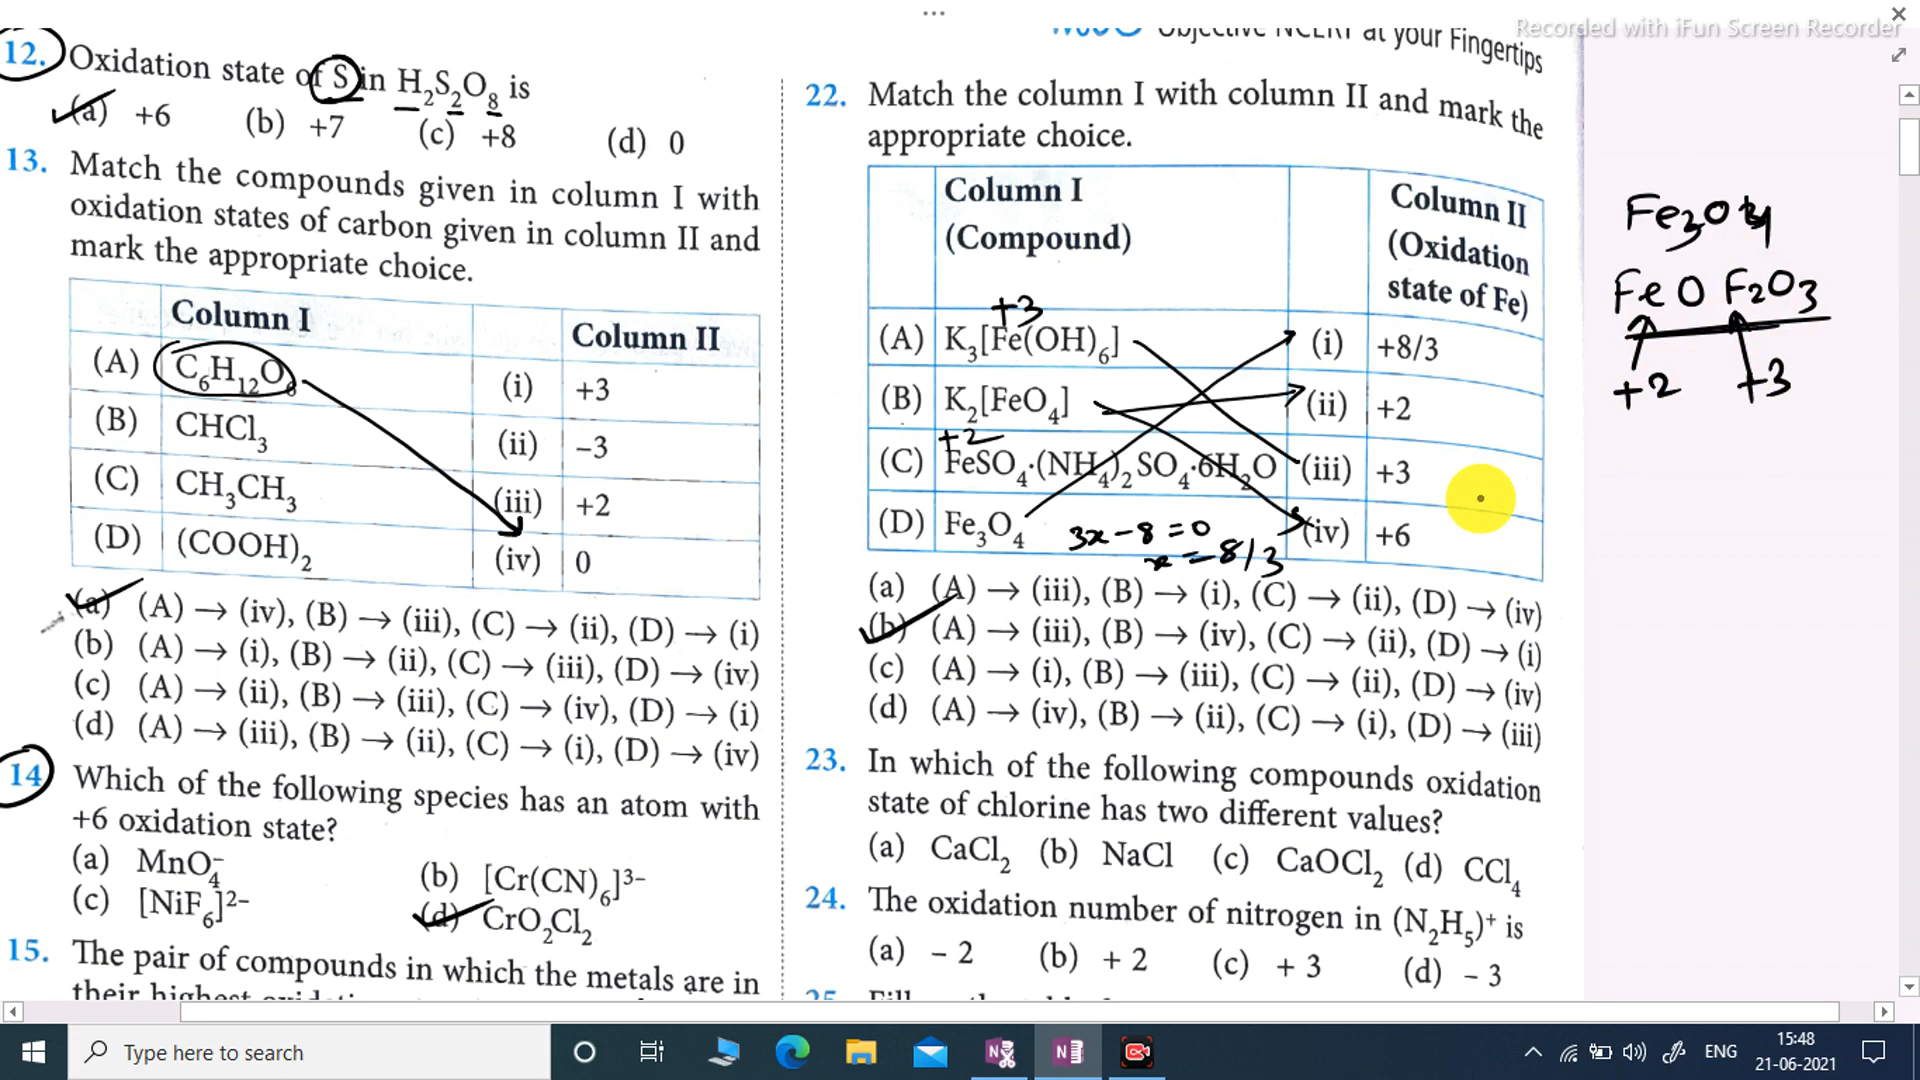 Recorded with iFun Screen Recorder
Objective NCERT at your Fingertips
12. Oxidation state of S in H₂S₂O₈ is
(a) +6 (b) +7 (c) +8 (d) 0
13. Match the compounds given in column I with
oxidation states of carbon given in column II and
mark the appropriate choice.
Column I Column II
(A) C₆H₁₂O₆ (i) +3
(B) CHCl₃ (ii) –3
(C) CH₃CH₃ (iii) +2
(D) (COOH)₂ (iv) 0
(a) (A) → (iv), (B) → (iii), (C) → (ii), (D) → (i)
(b) (A) → (i), (B) → (ii), (C) → (iii), (D) → (iv)
(c) (A) → (ii), (B) → (iii), (C) → (iv), (D) → (i)
(d) (A) → (iii), (B) → (ii), (C) → (i), (D) → (iv)
14 Which of the following species has an atom with
+6 oxidation state?
(a) MnO₄⁻ (b) [Cr(CN)₆]³⁻
(c) [NiF₆]²⁻ (d) CrO₂Cl₂
15. The pair of compounds in which the metals are in
their highest
22. Match the column I with column II and mark the
appropriate choice.
Column I (Compound) Column II (Oxidation state of Fe)
+3
(A) K₃[Fe(OH)₆] (i) +8/3
(B) K₂[FeO₄] (ii) +2
+2
(C) FeSO₄·(NH₄)₂SO₄·6H₂O (iii) +3
(D) Fe₃O₄ (iv) +6
3x – 8 = 0
x = 8/3
(a) (A) → (iii), (B) → (i), (C) → (ii), (D) → (iv)
(b) (A) → (iii), (B) → (iv), (C) → (ii), (D) → (i)
(c) (A) → (i), (B) → (iii), (C) → (ii), (D) → (iv)
(d) (A) → (iv), (B) → (ii), (C) → (i), (D) → (iii)
23. In which of the following compounds oxidation
state of chlorine has two different values?
(a) CaCl₂ (b) NaCl (c) CaOCl₂ (d) CCl₄
24. The oxidation number of nitrogen in (N₂H₅)⁺ is
(a) – 2 (b) + 2 (c) + 3 (d) – 3
Fe₃O₄
FeO F₂O₃
+2 +3
Type here to search
ENG
15:48
21-06-2021